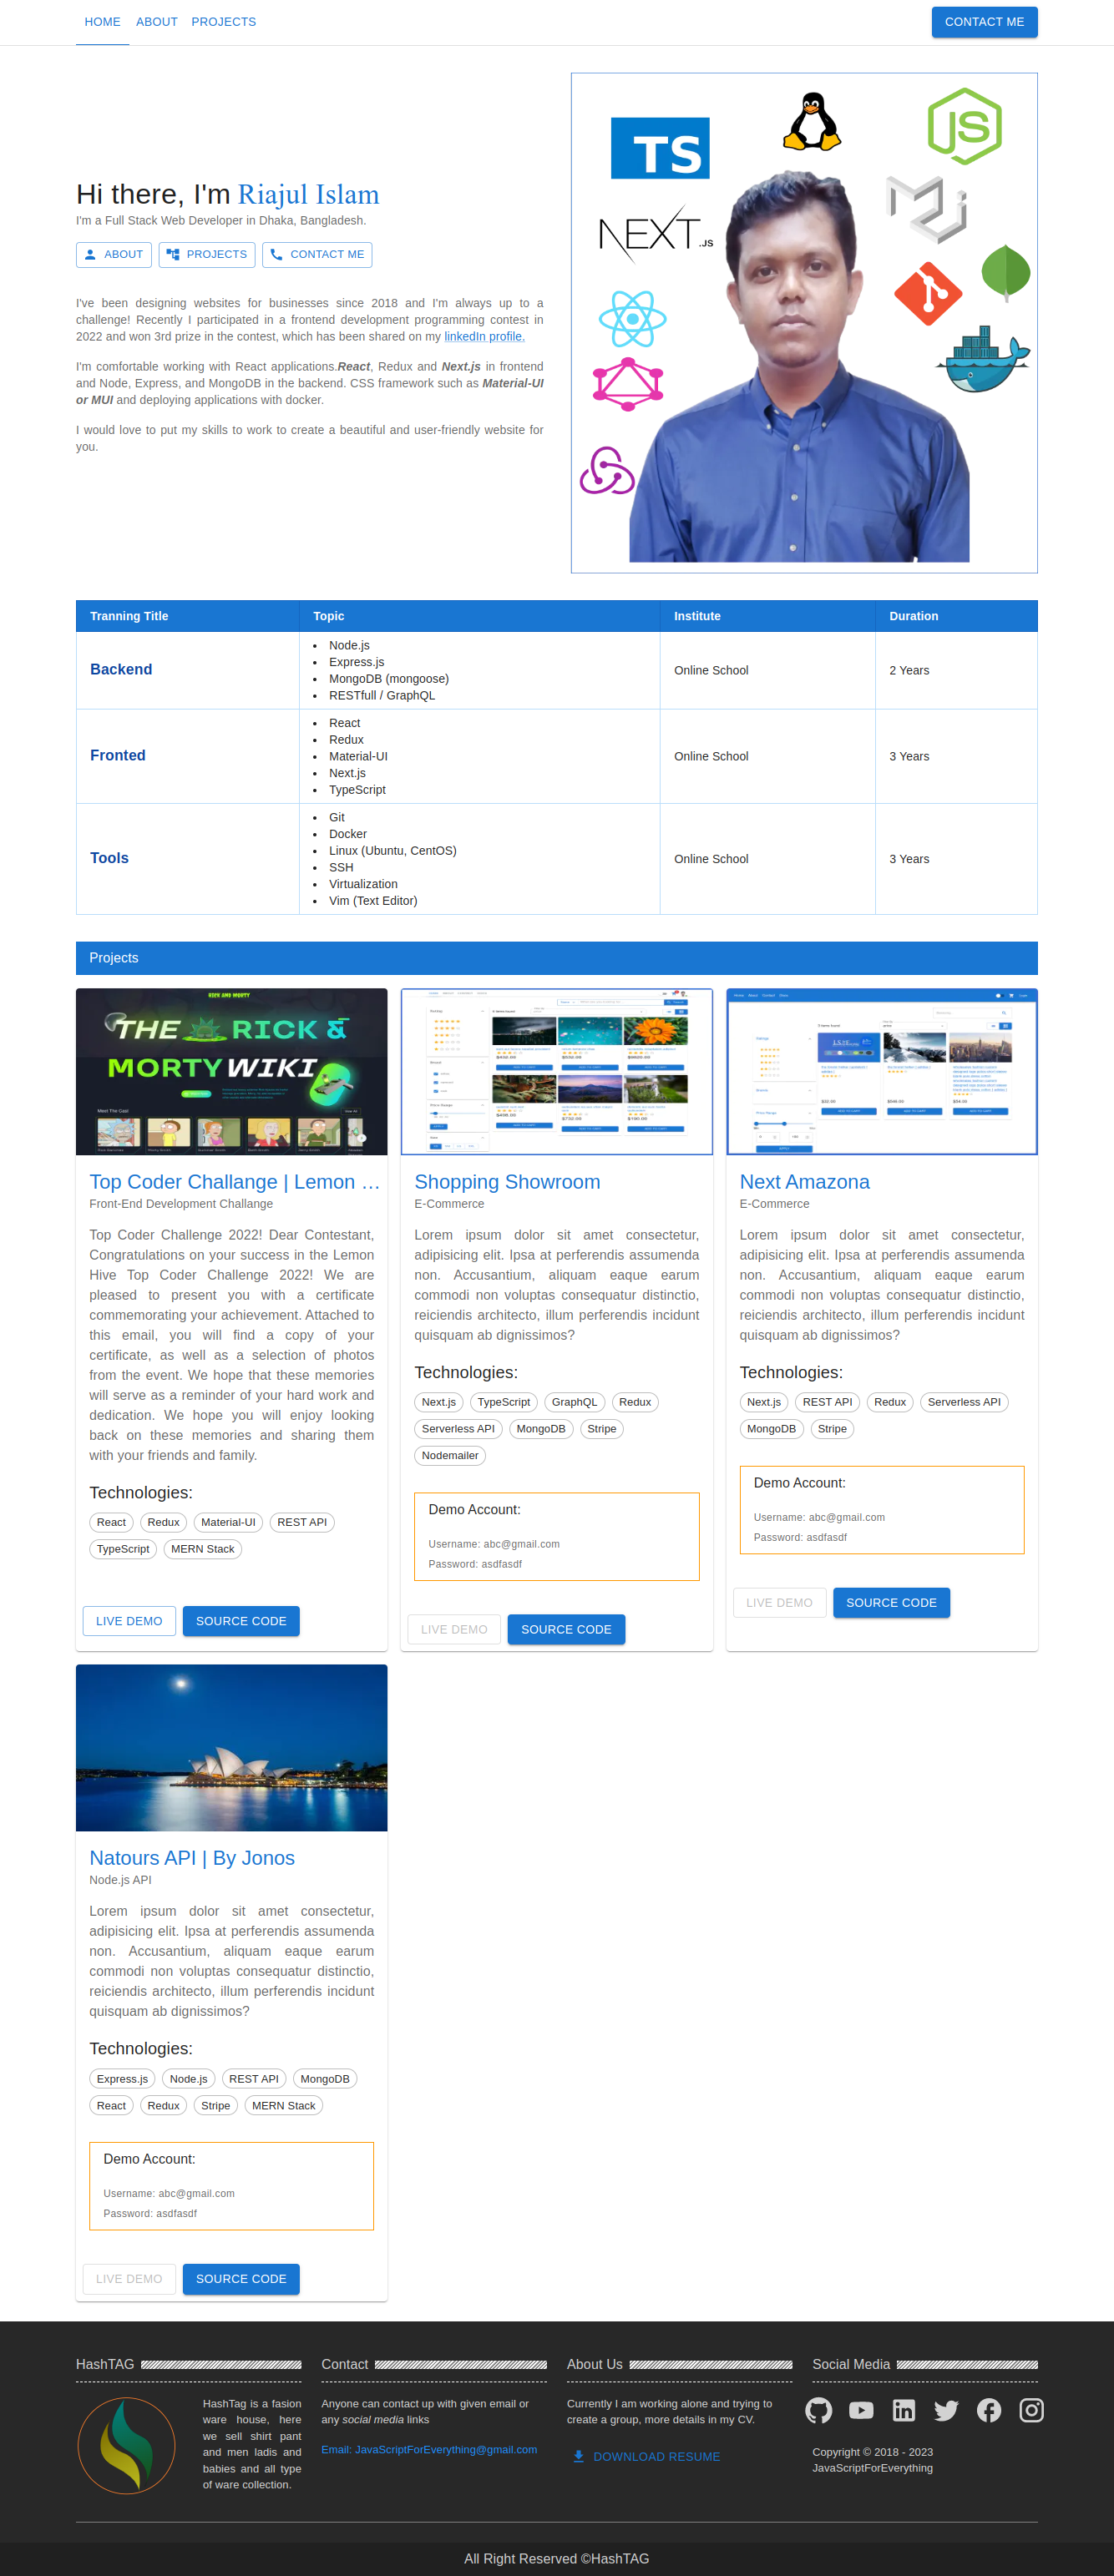 HOME ABOUT PROJECTS CONTACT ME
TS
JS
NEXT.JS
Hi there, I'm Riajul Islam
I'm a Full Stack Web Developer in Dhaka, Bangladesh.
ABOUT PROJECTS CONTACT ME
I've been designing websites for businesses since 2018 and I'm always up to a
challenge! Recently I participated in a frontend development programming contest in
2022 and won 3rd prize in the contest, which has been shared on my linkedIn profile.
I'm comfortable working with React applications.React, Redux and Next.js in frontend
and Node, Express, and MongoDB in the backend. CSS framework such as Material-UI
or MUI and deploying applications with docker.
I would love to put my skills to work to create a beautiful and user-friendly website for
you.
Tranning Title Topic Institute Duration
Backend
Node.js
Express.js
MongoDB (mongoose)
RESTfull / GraphQL
Online School 2 Years
Fronted
React
Redux
Material-UI
Next.js
TypeScript
Online School 3 Years
Tools
Git
Docker
Linux (Ubuntu, CentOS)
SSH
Virtualization
Vim (Text Editor)
Online School 3 Years
Projects
RICK AND MORTY
THE RICK &
MORTY WIKI
Meet The Cast
Top Coder Challange | Lemon …
Front-End Development Challange
Top Coder Challenge 2022! Dear Contestant,
Congratulations on your success in the Lemon
Hive Top Coder Challenge 2022! We are
pleased to present you with a certificate
commemorating your achievement. Attached to
this email, you will find a copy of your
certificate, as well as a selection of photos
from the event. We hope that these memories
will serve as a reminder of your hard work and
dedication. We hope you will enjoy looking
back on these memories and sharing them
with your friends and family.
Technologies:
React Redux Material-UI REST API
TypeScript MERN Stack
LIVE DEMO SOURCE CODE
Shopping Showroom
E-Commerce
Lorem ipsum dolor sit amet consectetur,
adipisicing elit. Ipsa at perferendis assumenda
non. Accusantium, aliquam eaque earum
commodi non voluptas consequatur distinctio,
reiciendis architecto, illum perferendis incidunt
quisquam ab dignissimos?
Technologies:
Next.js TypeScript GraphQL Redux
Serverless API MongoDB Stripe
Nodemailer
Demo Account:
Username: abc@gmail.com
Password: asdfasdf
LIVE DEMO SOURCE CODE
Next Amazona
E-Commerce
Lorem ipsum dolor sit amet consectetur,
adipisicing elit. Ipsa at perferendis assumenda
non. Accusantium, aliquam eaque earum
commodi non voluptas consequatur distinctio,
reiciendis architecto, illum perferendis incidunt
quisquam ab dignissimos?
Technologies:
Next.js REST API Redux Serverless API
MongoDB Stripe
Demo Account:
Username: abc@gmail.com
Password: asdfasdf
LIVE DEMO SOURCE CODE
Natours API | By Jonos
Node.js API
Lorem ipsum dolor sit amet consectetur,
adipisicing elit. Ipsa at perferendis assumenda
non. Accusantium, aliquam eaque earum
commodi non voluptas consequatur distinctio,
reiciendis architecto, illum perferendis incidunt
quisquam ab dignissimos?
Technologies:
Express.js Node.js REST API MongoDB
React Redux Stripe MERN Stack
Demo Account:
Username: abc@gmail.com
Password: asdfasdf
LIVE DEMO SOURCE CODE
HashTAG
HashTag is a fasion
ware house, here
we sell shirt pant
and men ladis and
babies and all type
of ware collection.
Contact
Anyone can contact up with given email or
any social media links
Email: JavaScriptForEverything@gmail.com
About Us
Currently I am working alone and trying to
create a group, more details in my CV.
DOWNLOAD RESUME
Social Media
Copyright © 2018 - 2023
JavaScriptForEverything
All Right Reserved ©HashTAG